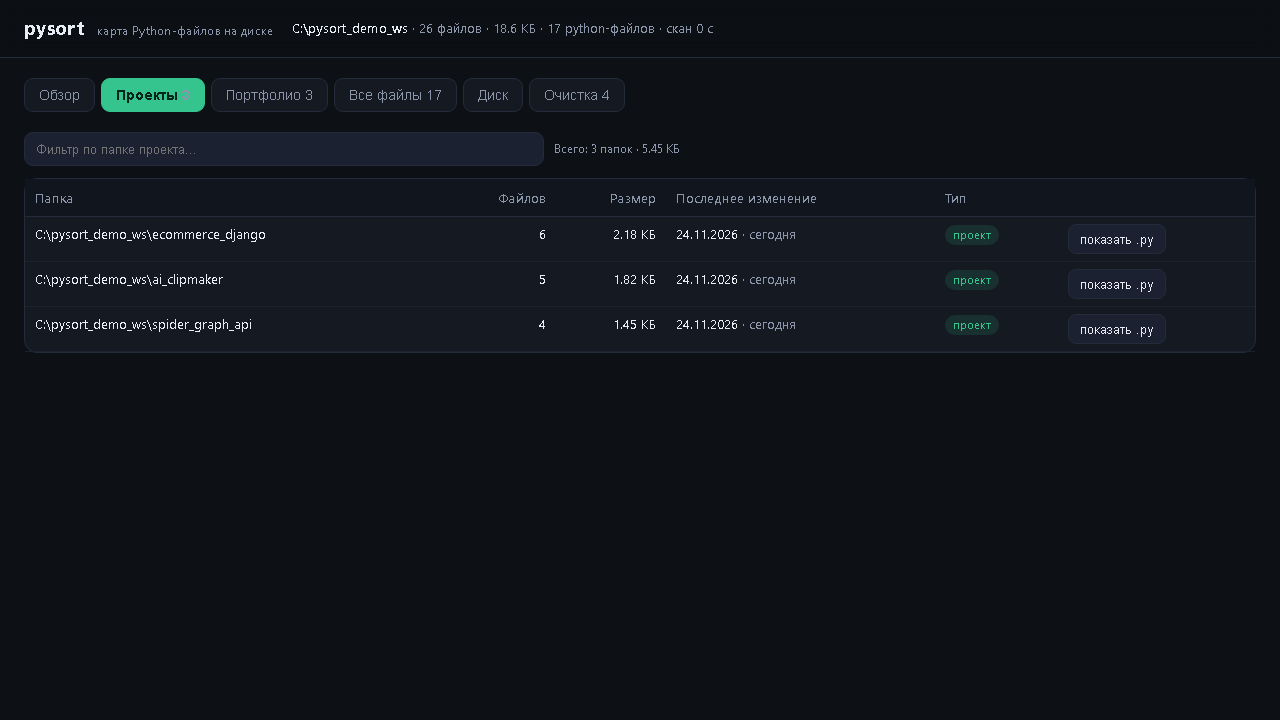 pysort карта Python-файлов на диске C:\pysort_demo_ws · 26 файлов · 18.6 КБ · 17 python-файлов · скан 0 с
Обзор Проекты 3 Портфолио 3 Все файлы 17 Диск Очистка 4
Фильтр по папке проекта… Всего: 3 папок · 5.45 КБ
Папка Файлов Размер Последнее изменение Тип
C:\pysort_demo_ws\ecommerce_django 6 2.18 КБ 24.11.2026 · сегодня проект показать .py
C:\pysort_demo_ws\ai_clipmaker 5 1.82 КБ 24.11.2026 · сегодня проект показать .py
C:\pysort_demo_ws\spider_graph_api 4 1.45 КБ 24.11.2026 · сегодня проект показать .py